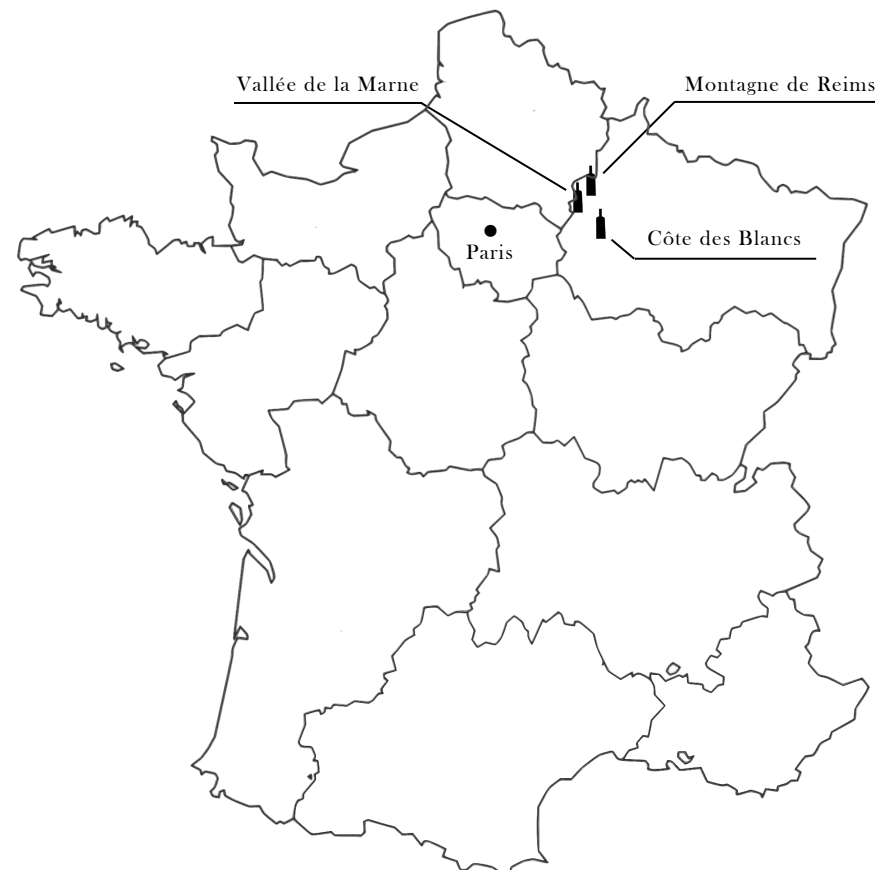 Vallée de la Marne
Montagne de Reims
Côte des Blancs
Paris